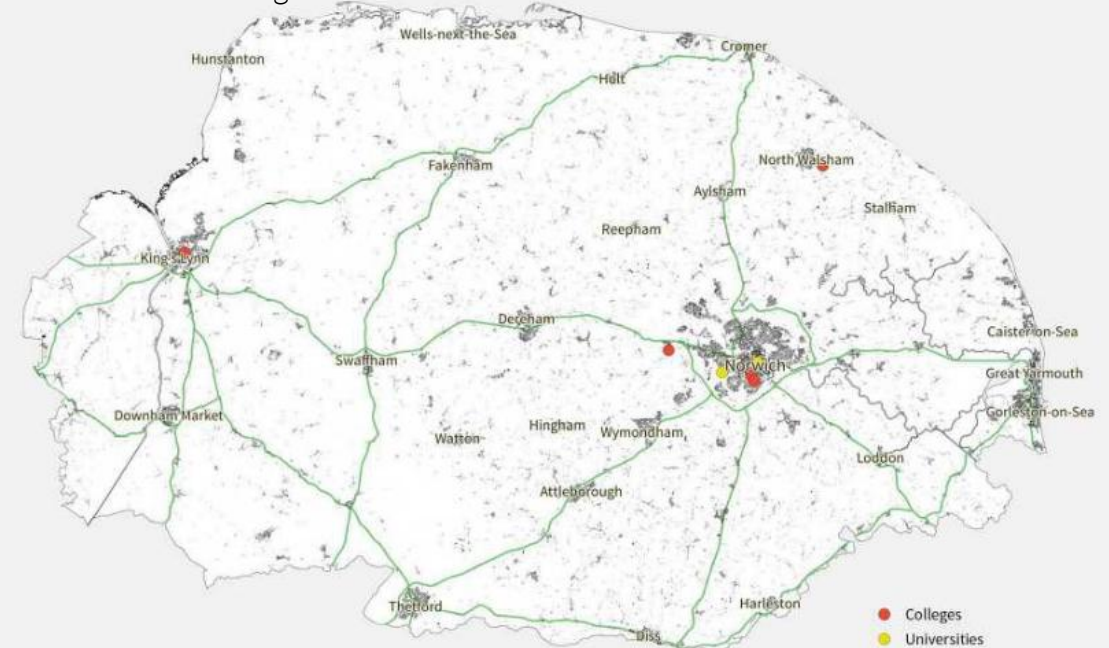 Wells-next-the-Sea
Cromer
Hunstanton
Holt
North Walsham
Fakenham
Aylsham
Stalham
Reepham
King's Lynn
Dereham
Caister-on-Sea
Swaffham
Norwich
Great Yarmouth
Downham Market
Gorleston-on-Sea
Hingham
Wymondham
Watton
Loddon
Attleborough
Thetford
Harleston
Diss
Colleges
Universities